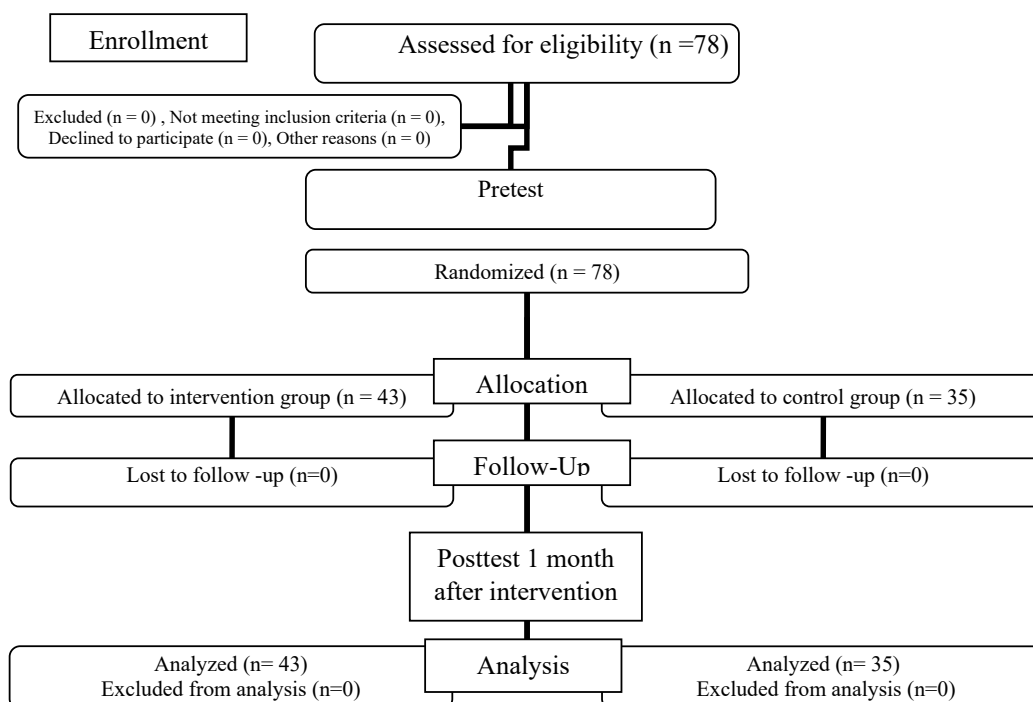 Enrollment
Assessed for eligibility (n =78)
Excluded (n = 0) , Not meeting inclusion criteria (n = 0),
Declined to participate (n = 0), Other reasons (n = 0)
Pretest
Randomized (n = 78)
Allocation
Allocated to intervention group (n = 43)
Allocated to control group (n = 35)
Follow-Up
Lost to follow -up (n=0)
Lost to follow -up (n=0)
Posttest 1 month
after intervention
Analysis
Analyzed (n= 43)
Excluded from analysis (n=0)
Analyzed (n= 35)
Excluded from analysis (n=0)